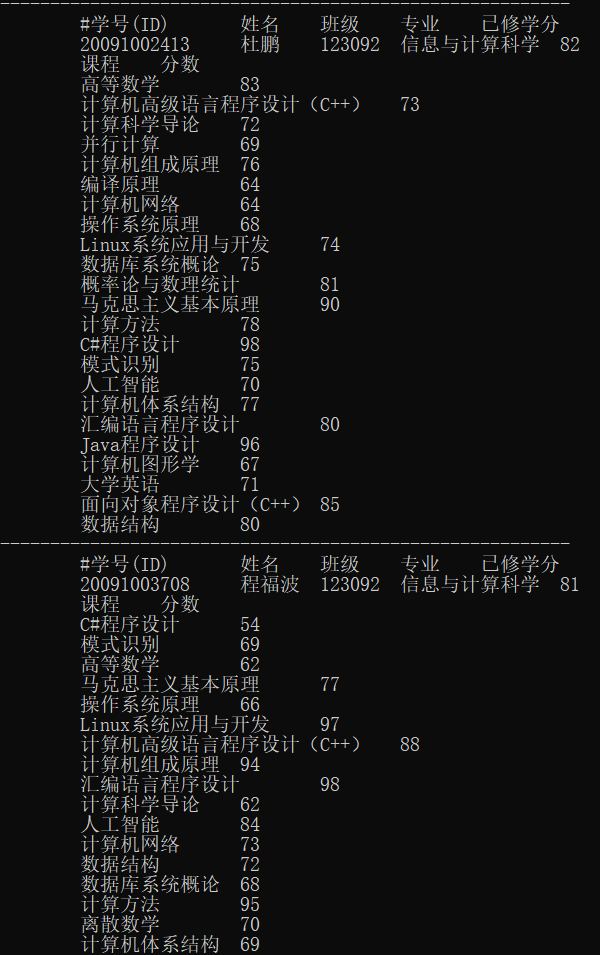 #学号(ID) 姓名 班级 专业 已修学分
20091002413 杜鹏 123092 信息与计算科学 82
课程 分数
高等数学 83
计算机高级语言程序设计（C++） 73
计算科学导论 72
并行计算 69
计算机组成原理 76
编译原理 64
计算机网络 64
操作系统原理 68
Linux系统应用与开发 74
数据库系统概论 75
概率论与数理统计 81
马克思主义基本原理 90
计算方法 78
C#程序设计 98
模式识别 75
人工智能 70
计算机体系结构 77
汇编语言程序设计 80
Java程序设计 96
计算机图形学 67
大学英语 71
面向对象程序设计（C++） 85
数据结构 80
#学号(ID) 姓名 班级 专业 已修学分
20091003708 程福波 123092 信息与计算科学 81
课程 分数
C#程序设计 54
模式识别 69
高等数学 62
马克思主义基本原理 77
操作系统原理 66
Linux系统应用与开发 97
计算机高级语言程序设计（C++） 88
计算机组成原理 94
汇编语言程序设计 98
计算科学导论 62
人工智能 84
计算机网络 73
数据结构 72
数据库系统概论 68
计算方法 95
离散数学 70
计算机体系结构 69